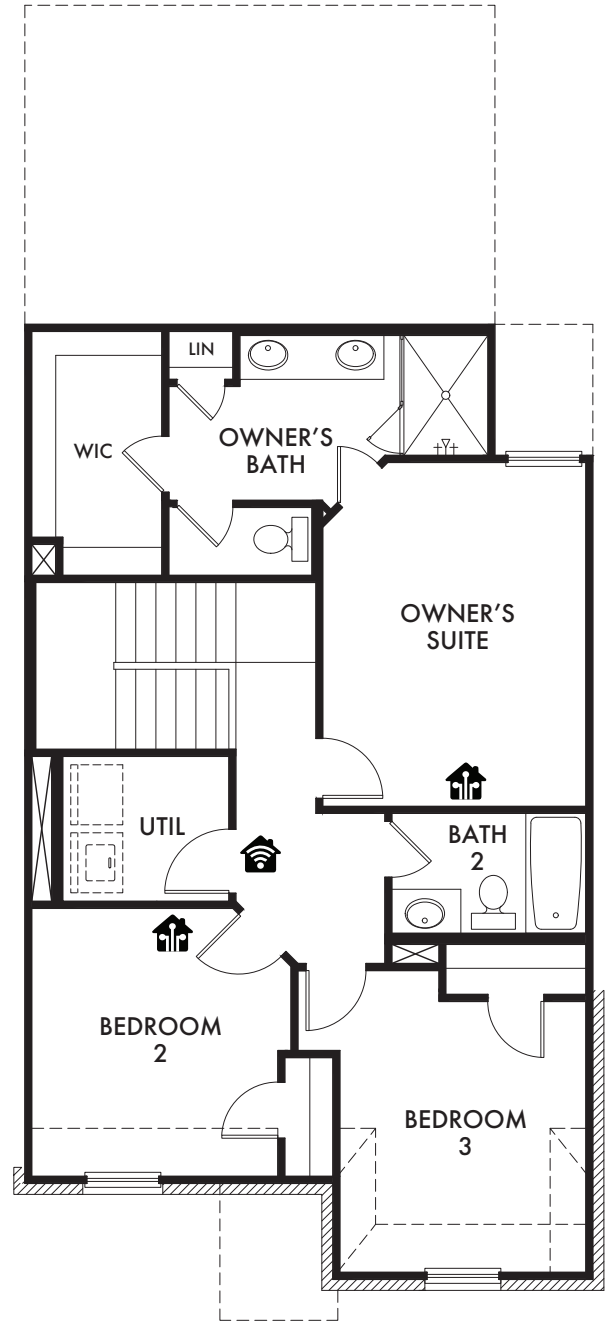 LIN
WIC
OWNER'S
BATH
OWNER'S
SUITE
UTIL
BATH
2
BEDROOM
2
BEDROOM
3